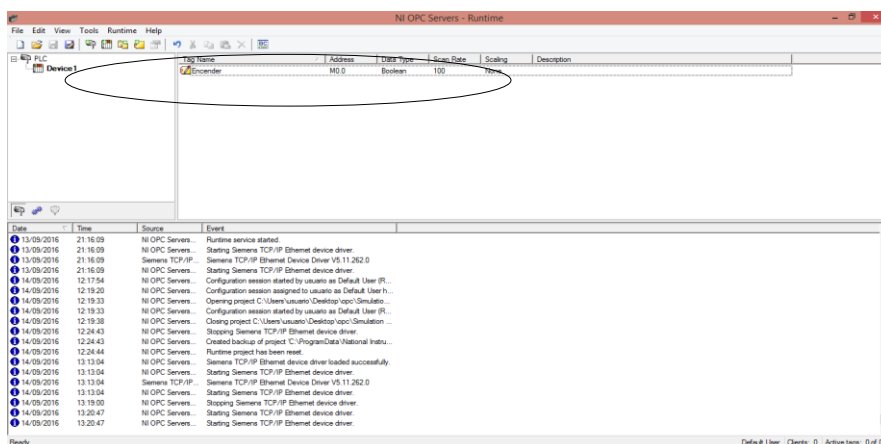 NI OPC Servers - Runtime
File Edit View Tools Runtime Help
PLC
Device1
Tag Name Address Data Type Scan Rate Scaling Description
Encender M0.0 Boolean 100 None
Date Time Source Event
13/09/2016 21:16:09 NI OPC Servers... Runtime service started.
13/09/2016 21:16:09 NI OPC Servers... Starting Siemens TCP/IP Ethernet device driver.
13/09/2016 21:16:09 Siemens TCP/IP... Siemens TCP/IP Ethernet Device Driver V5.11.262.0
13/09/2016 21:16:09 NI OPC Servers... Starting Siemens TCP/IP Ethernet device driver.
14/09/2016 12:17:54 NI OPC Servers... Configuration session started by usuario as Default User (R...
14/09/2016 12:19:20 NI OPC Servers... Configuration session assigned to usuario as Default User h...
14/09/2016 12:19:33 NI OPC Servers... Opening project C:\Users\usuario\Desktop\opc\Simulatio...
14/09/2016 12:19:33 NI OPC Servers... Configuration session started by usuario as Default User (R...
14/09/2016 12:19:38 NI OPC Servers... Closing project C:\Users\usuario\Desktop\opc\Simulation ...
14/09/2016 12:24:43 NI OPC Servers... Stopping Siemens TCP/IP Ethernet device driver.
14/09/2016 12:24:43 NI OPC Servers... Created backup of project 'C:\ProgramData\National Instru...
14/09/2016 12:24:44 NI OPC Servers... Runtime project has been reset.
14/09/2016 13:13:04 NI OPC Servers... Siemens TCP/IP Ethernet device driver loaded successfully.
14/09/2016 13:13:04 NI OPC Servers... Starting Siemens TCP/IP Ethernet device driver.
14/09/2016 13:13:04 Siemens TCP/IP... Siemens TCP/IP Ethernet Device Driver V5.11.262.0
14/09/2016 13:13:04 NI OPC Servers... Starting Siemens TCP/IP Ethernet device driver.
14/09/2016 13:19:00 NI OPC Servers... Stopping Siemens TCP/IP Ethernet device driver.
14/09/2016 13:20:47 NI OPC Servers... Starting Siemens TCP/IP Ethernet device driver.
14/09/2016 13:20:47 NI OPC Servers... Starting Siemens TCP/IP Ethernet device driver.
Ready Default User Clients: 0 Active tags: 0 of